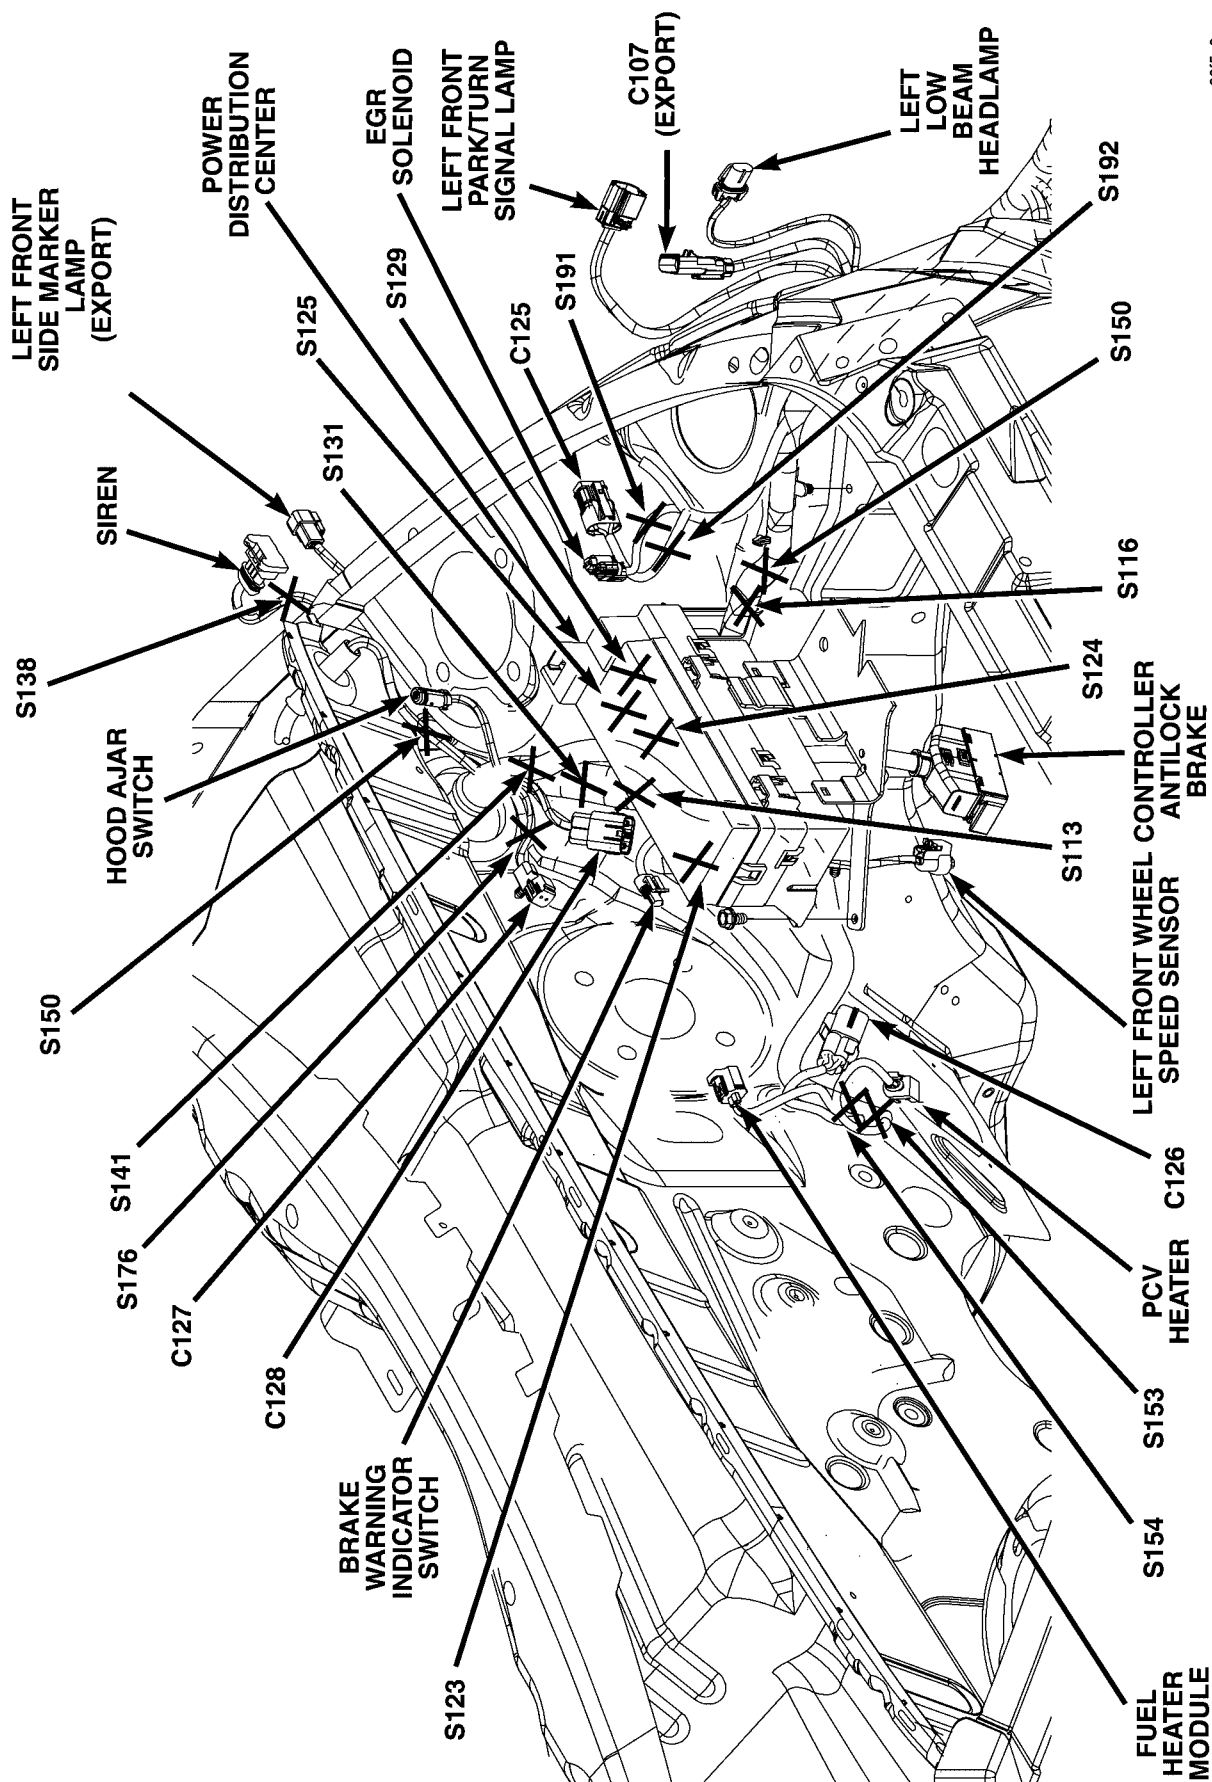 LEFT FRONT
SIDE MARKER
LAMP
(EXPORT)
POWER
DISTRIBUTION
CENTER
EGR
SOLENOID
LEFT FRONT
PARK/TURN
SIGNAL LAMP
C107
(EXPORT)
LEFT
LOW
BEAM
HEADLAMP
S125
S129
C125
S191
S192
S150
SIREN
S131
S138
HOOD AJAR
SWITCH
S116
S124
CONTROLLER
ANTILOCK
BRAKE
S113
LEFT FRONT WHEEL
SPEED SENSOR
S150
S141
S176
C127
C128
BRAKE
WARNING
INDICATOR
SWITCH
S123
C126
PCV
HEATER
S153
S154
FUEL
HEATER
MODULE